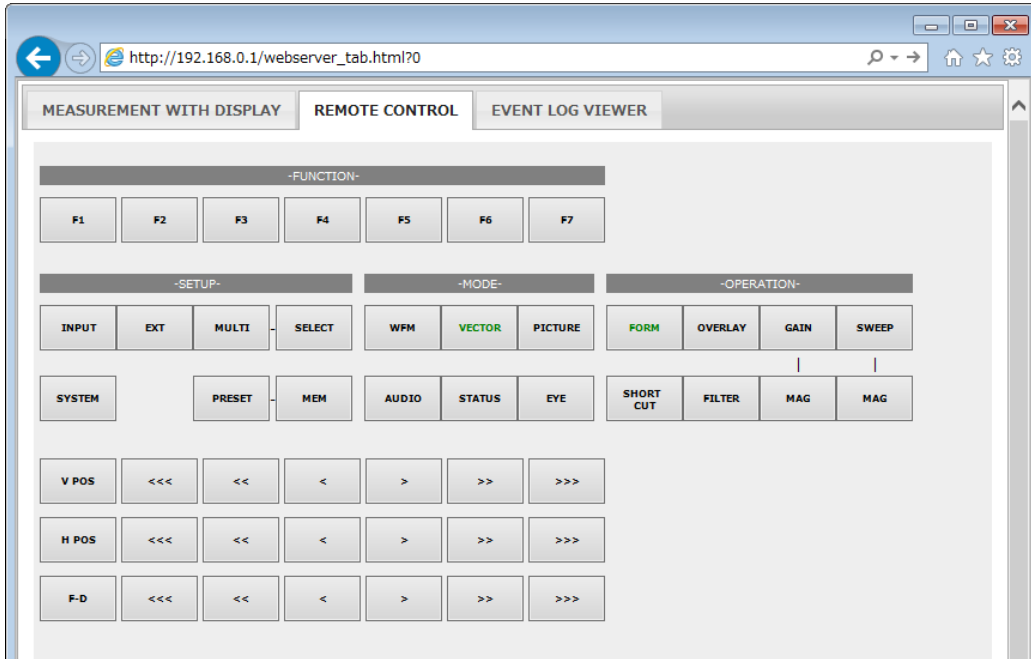 http://192.168.0.1/webserver_tab.html?0
MEASUREMENT WITH DISPLAY REMOTE CONTROL EVENT LOG VIEWER
-FUNCTION-
F1 F2 F3 F4 F5 F6 F7
-SETUP- -MODE- -OPERATION-
INPUT EXT MULTI - SELECT WFM VECTOR PICTURE FORM OVERLAY GAIN SWEEP
| |
SYSTEM PRESET - MEM AUDIO STATUS EYE SHORT CUT FILTER MAG MAG
V POS <<< << < > >> >>>
H POS <<< << < > >> >>>
F-D <<< << < > >> >>>